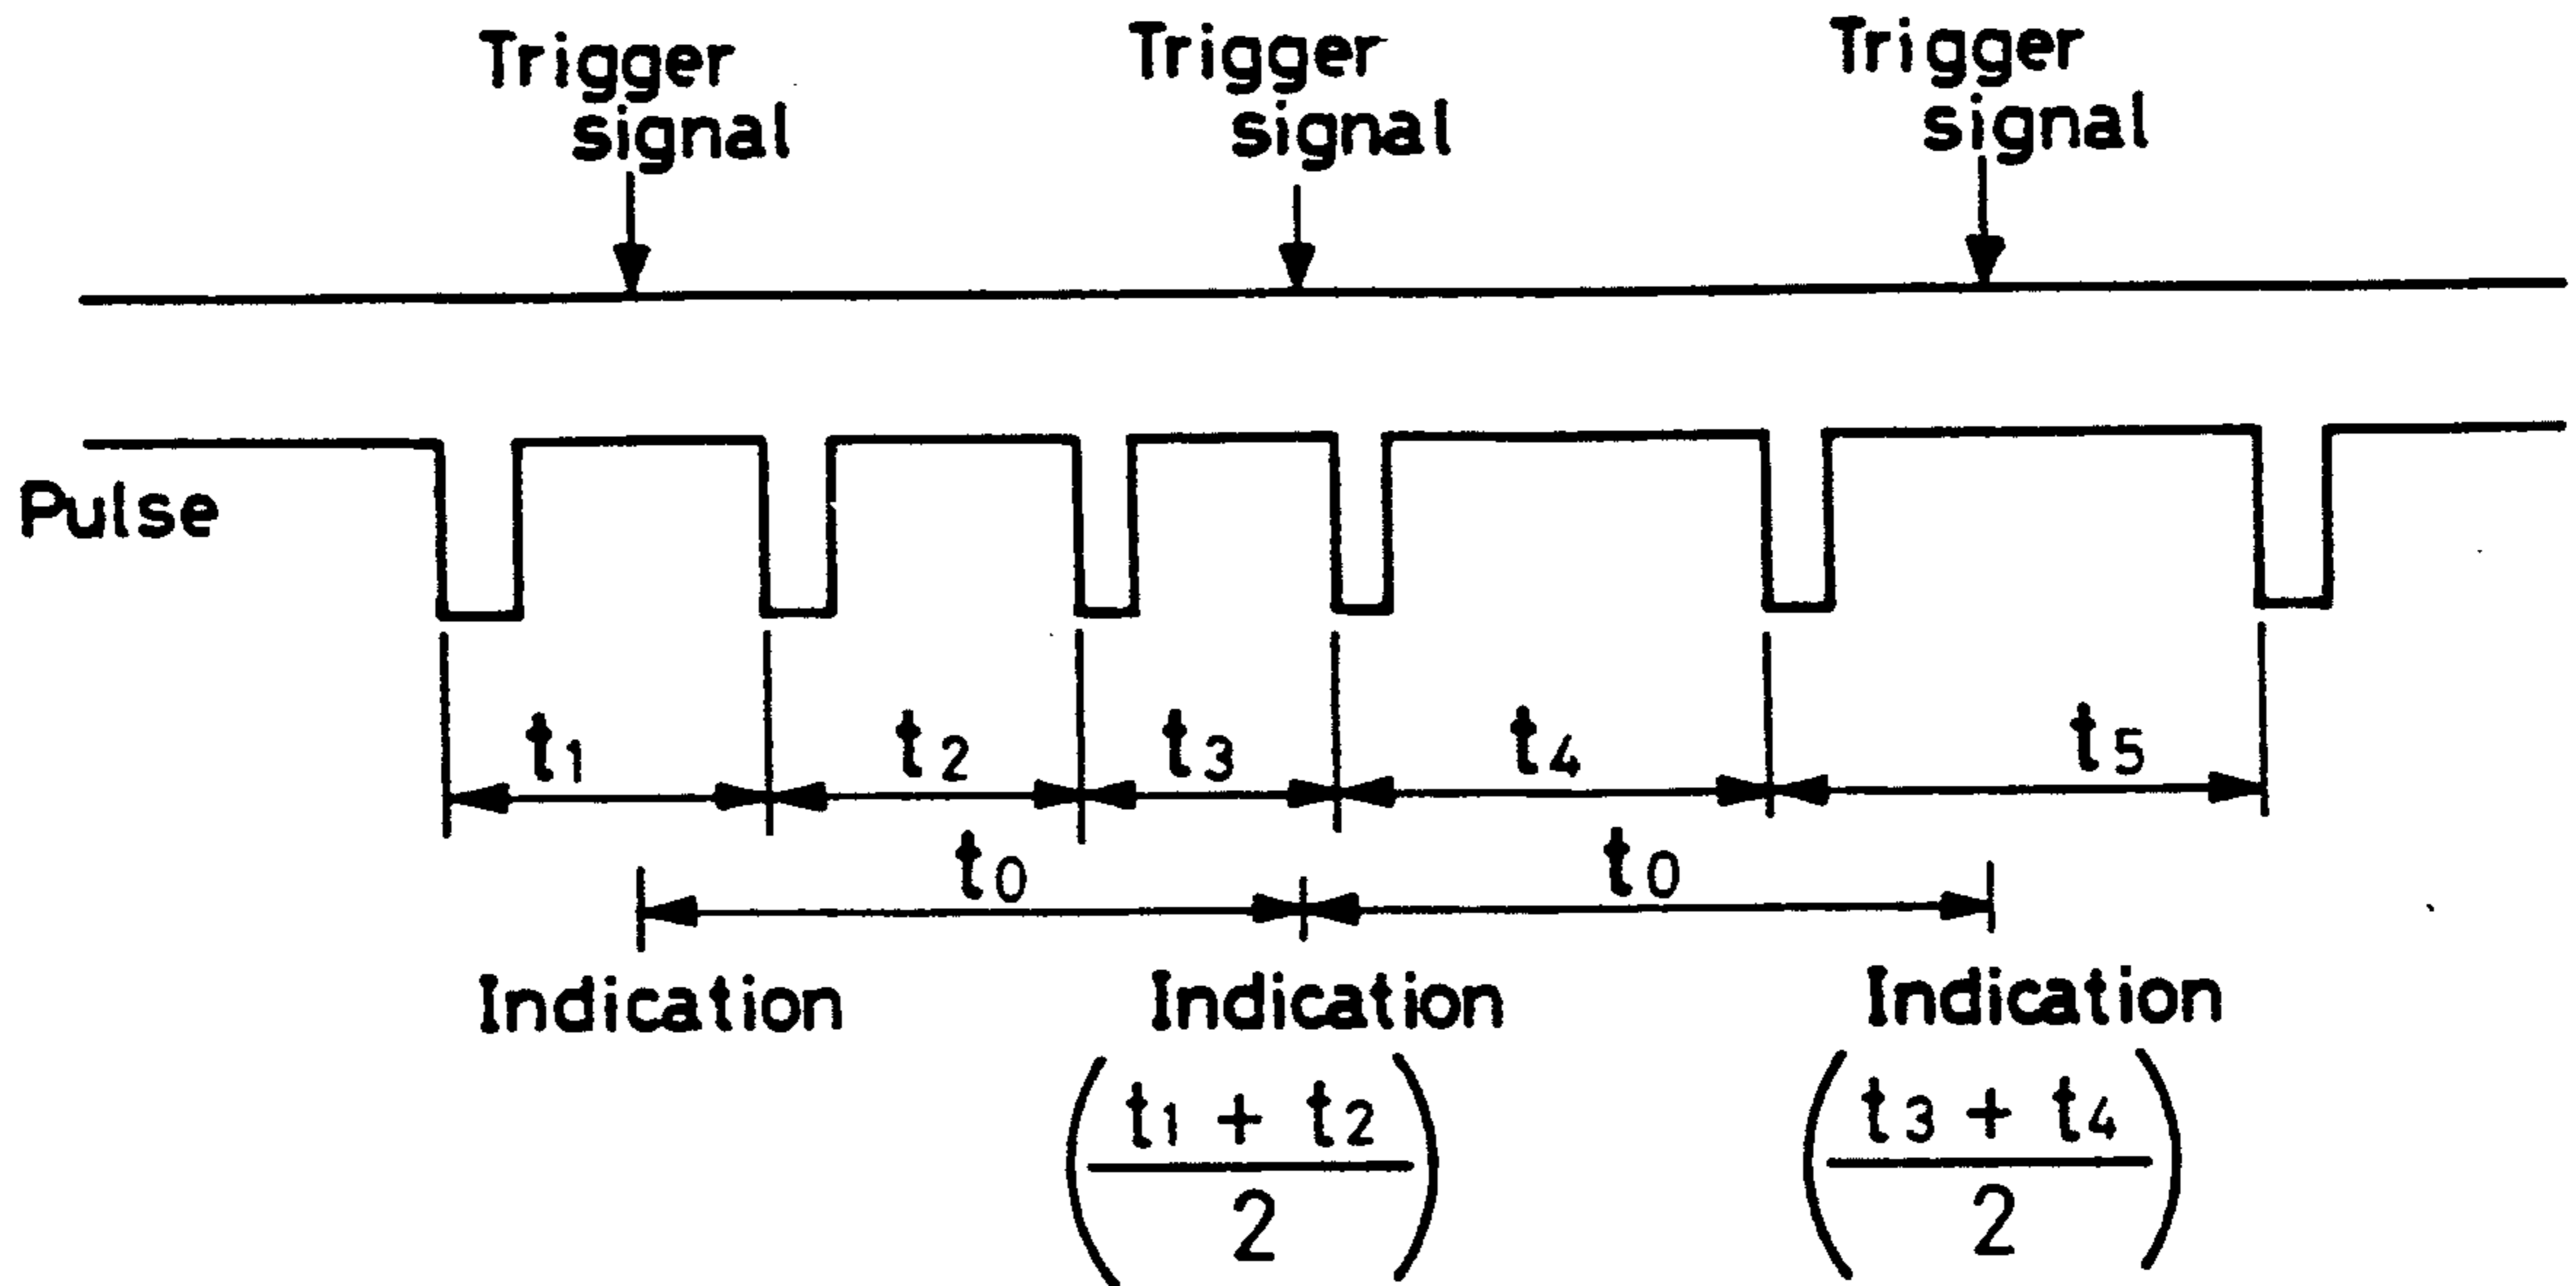 Trigger
signal
Trigger
signal
Trigger
signal
Pulse
t1
t2
t3
t4
t5
t0
t0
Indication
Indication
(t1 + t2 / 2)
Indication
(t3 + t4 / 2)